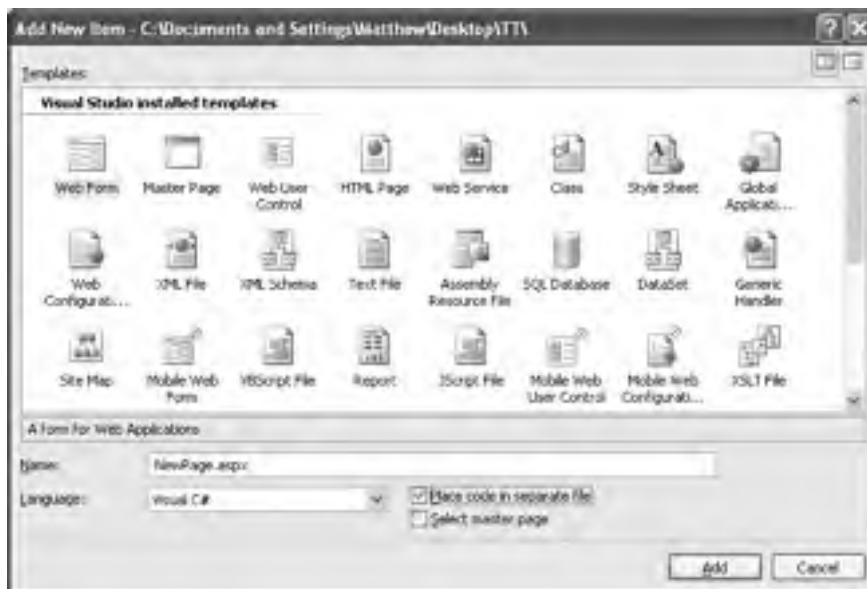 Add New Item - C:\Documents and Settings\Matthew\Desktop\TT\
Templates:
Visual Studio installed templates
Web Form
Master Page
Web User Control
HTML Page
Web Service
Class
Style Sheet
Global Applicati...
Web Configurati...
XML File
XML Schema
Text File
Assembly Resource File
SQL Database
DataSet
Generic Handler
Site Map
Mobile Web Form
VBScript File
Report
JScript File
Mobile Web User Control
Mobile Web Configurati...
XSLT File
A form for Web Applications
Name:
NewPage.aspx
Language:
Visual C#
Place code in separate file
Select master page
Add
Cancel